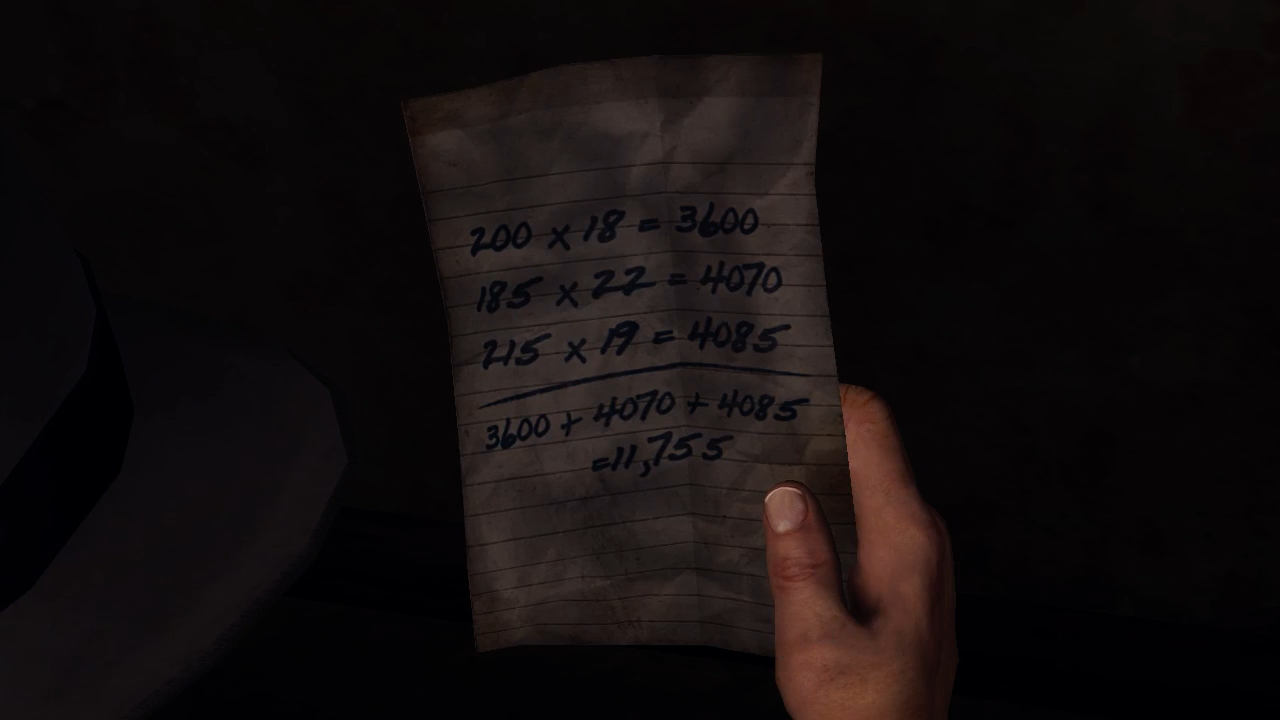 200 x 18 = 3600
185 x 22 = 4070
215 x 19 = 4085
3600 + 4070 + 4085
=11,755